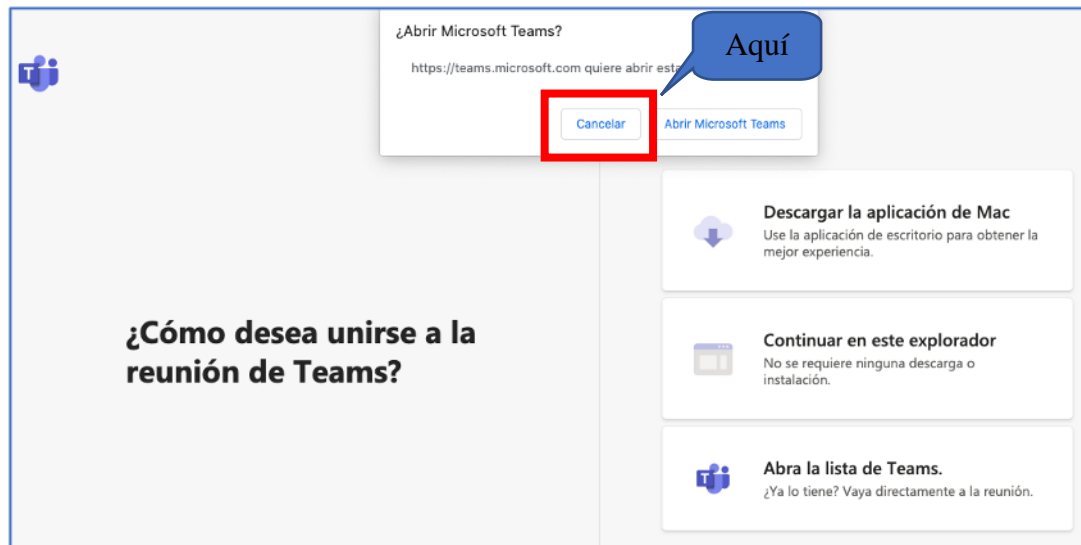 ¿Abrir Microsoft Teams?
Aquí
https://teams.microsoft.com quiere abrir esta
Cancelar
Abrir Microsoft Teams
Descargar la aplicación de Mac
Use la aplicación de escritorio para obtener la
mejor experiencia.
¿Cómo desea unirse a la
reunión de Teams?
Continuar en este explorador
No se requiere ninguna descarga o
instalación.
Abra la lista de Teams.
¿Ya lo tiene? Vaya directamente a la reunión.